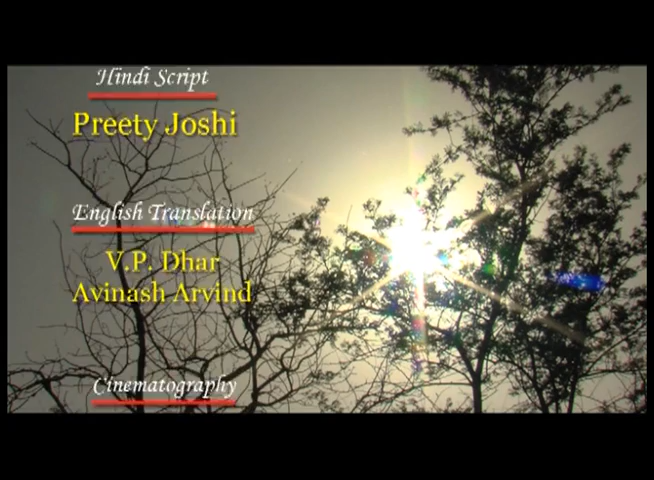 Hindi Script
Preety Joshi
English Translation
V.P. Dhar
Avinash Arvind
Cinematography